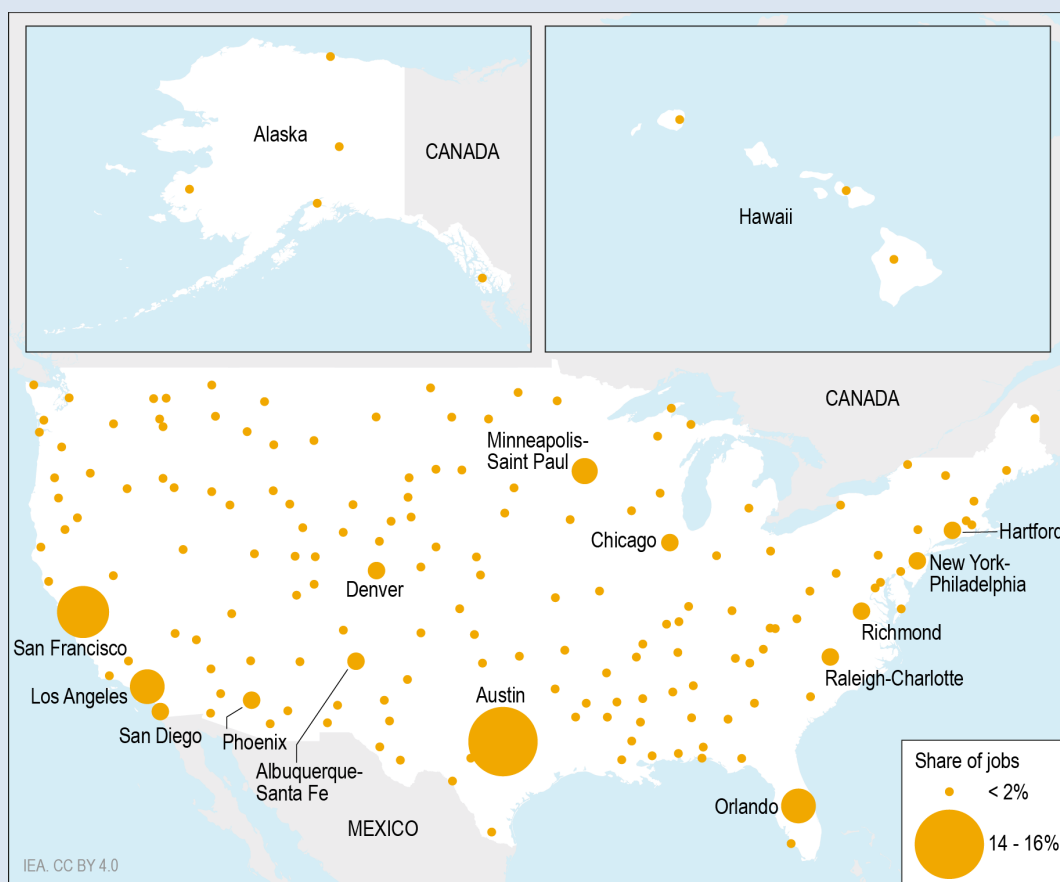 Alaska
CANADA
Hawaii
CANADA
Minneapolis-
Saint Paul
Chicago
Hartford
New York-
Philadelphia
Denver
Richmond
San Francisco
Raleigh-Charlotte
Los Angeles
Austin
San Diego
Phoenix
Albuquerque-
Santa Fe
Orlando
MEXICO
Share of jobs
< 2%
14 - 16%
IEA. CC BY 4.0